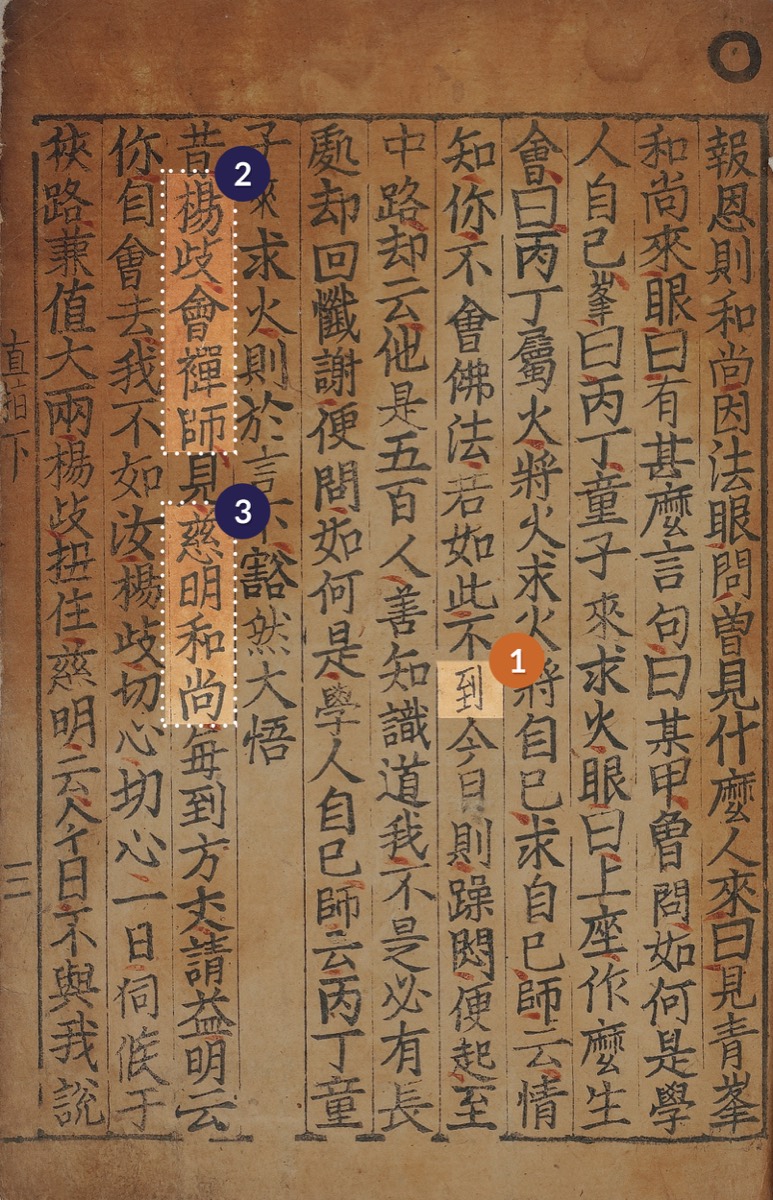 報恩則和尚因法眼問曾見什麽人來曰見青峯
和尚來眼曰有甚麽言句曰某甲曾問如何是學
人自己峯曰丙丁童子來求火眼曰上座作麽生
會曰丙丁屬火將火求火將自己求自己師云情
知你不會佛法若如此不到今日則躁悶便起至
中路却云他是五百人善知識道我不是必有長
處却回懺謝便問如何是學人自己師云丙丁童
子來求火則於言下豁然大悟
昔楊歧會禪師見慈明和尚每到方丈請益明云
你自會去我不如汝楊歧切心切心一日伺候于
狹路兼值大兩楊歧扭住慈明云今日不與我說
直指下 三
1
2
3